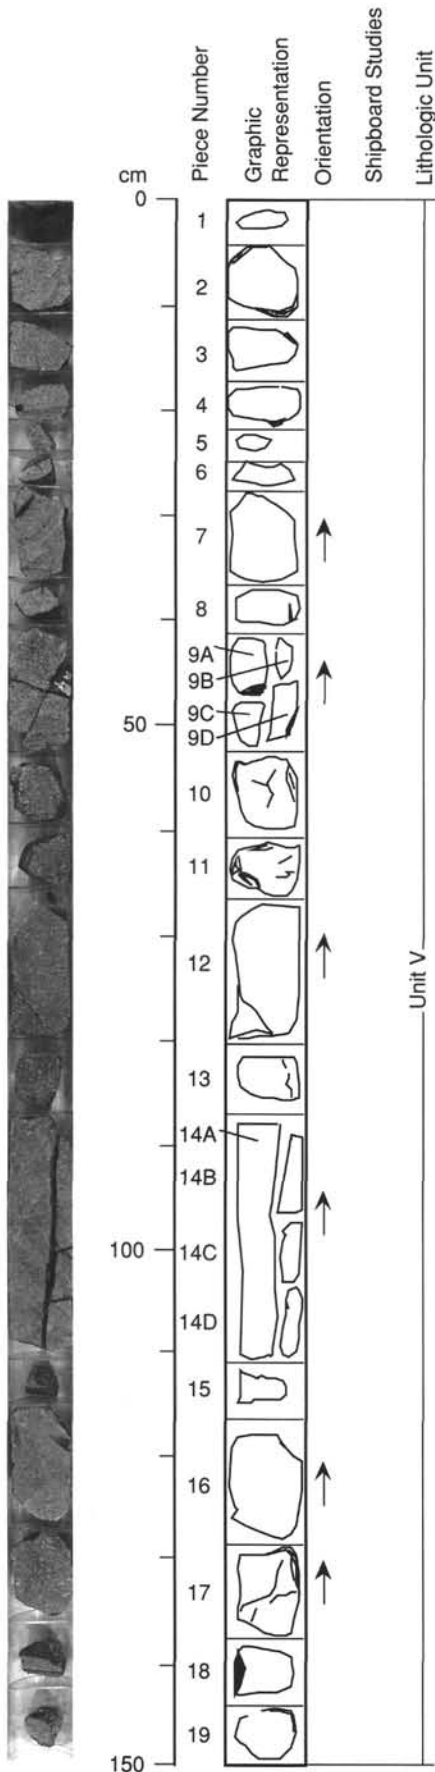 cm
Piece Number
Graphic
Representation
Orientation
Shipboard Studies
Lithologic Unit
0
1
2
3
4
5
6
7
8
9A
9B
9C
50
9D
10
11
12
Unit V
13
14A
14B
100
14C
14D
15
16
17
18
19
150